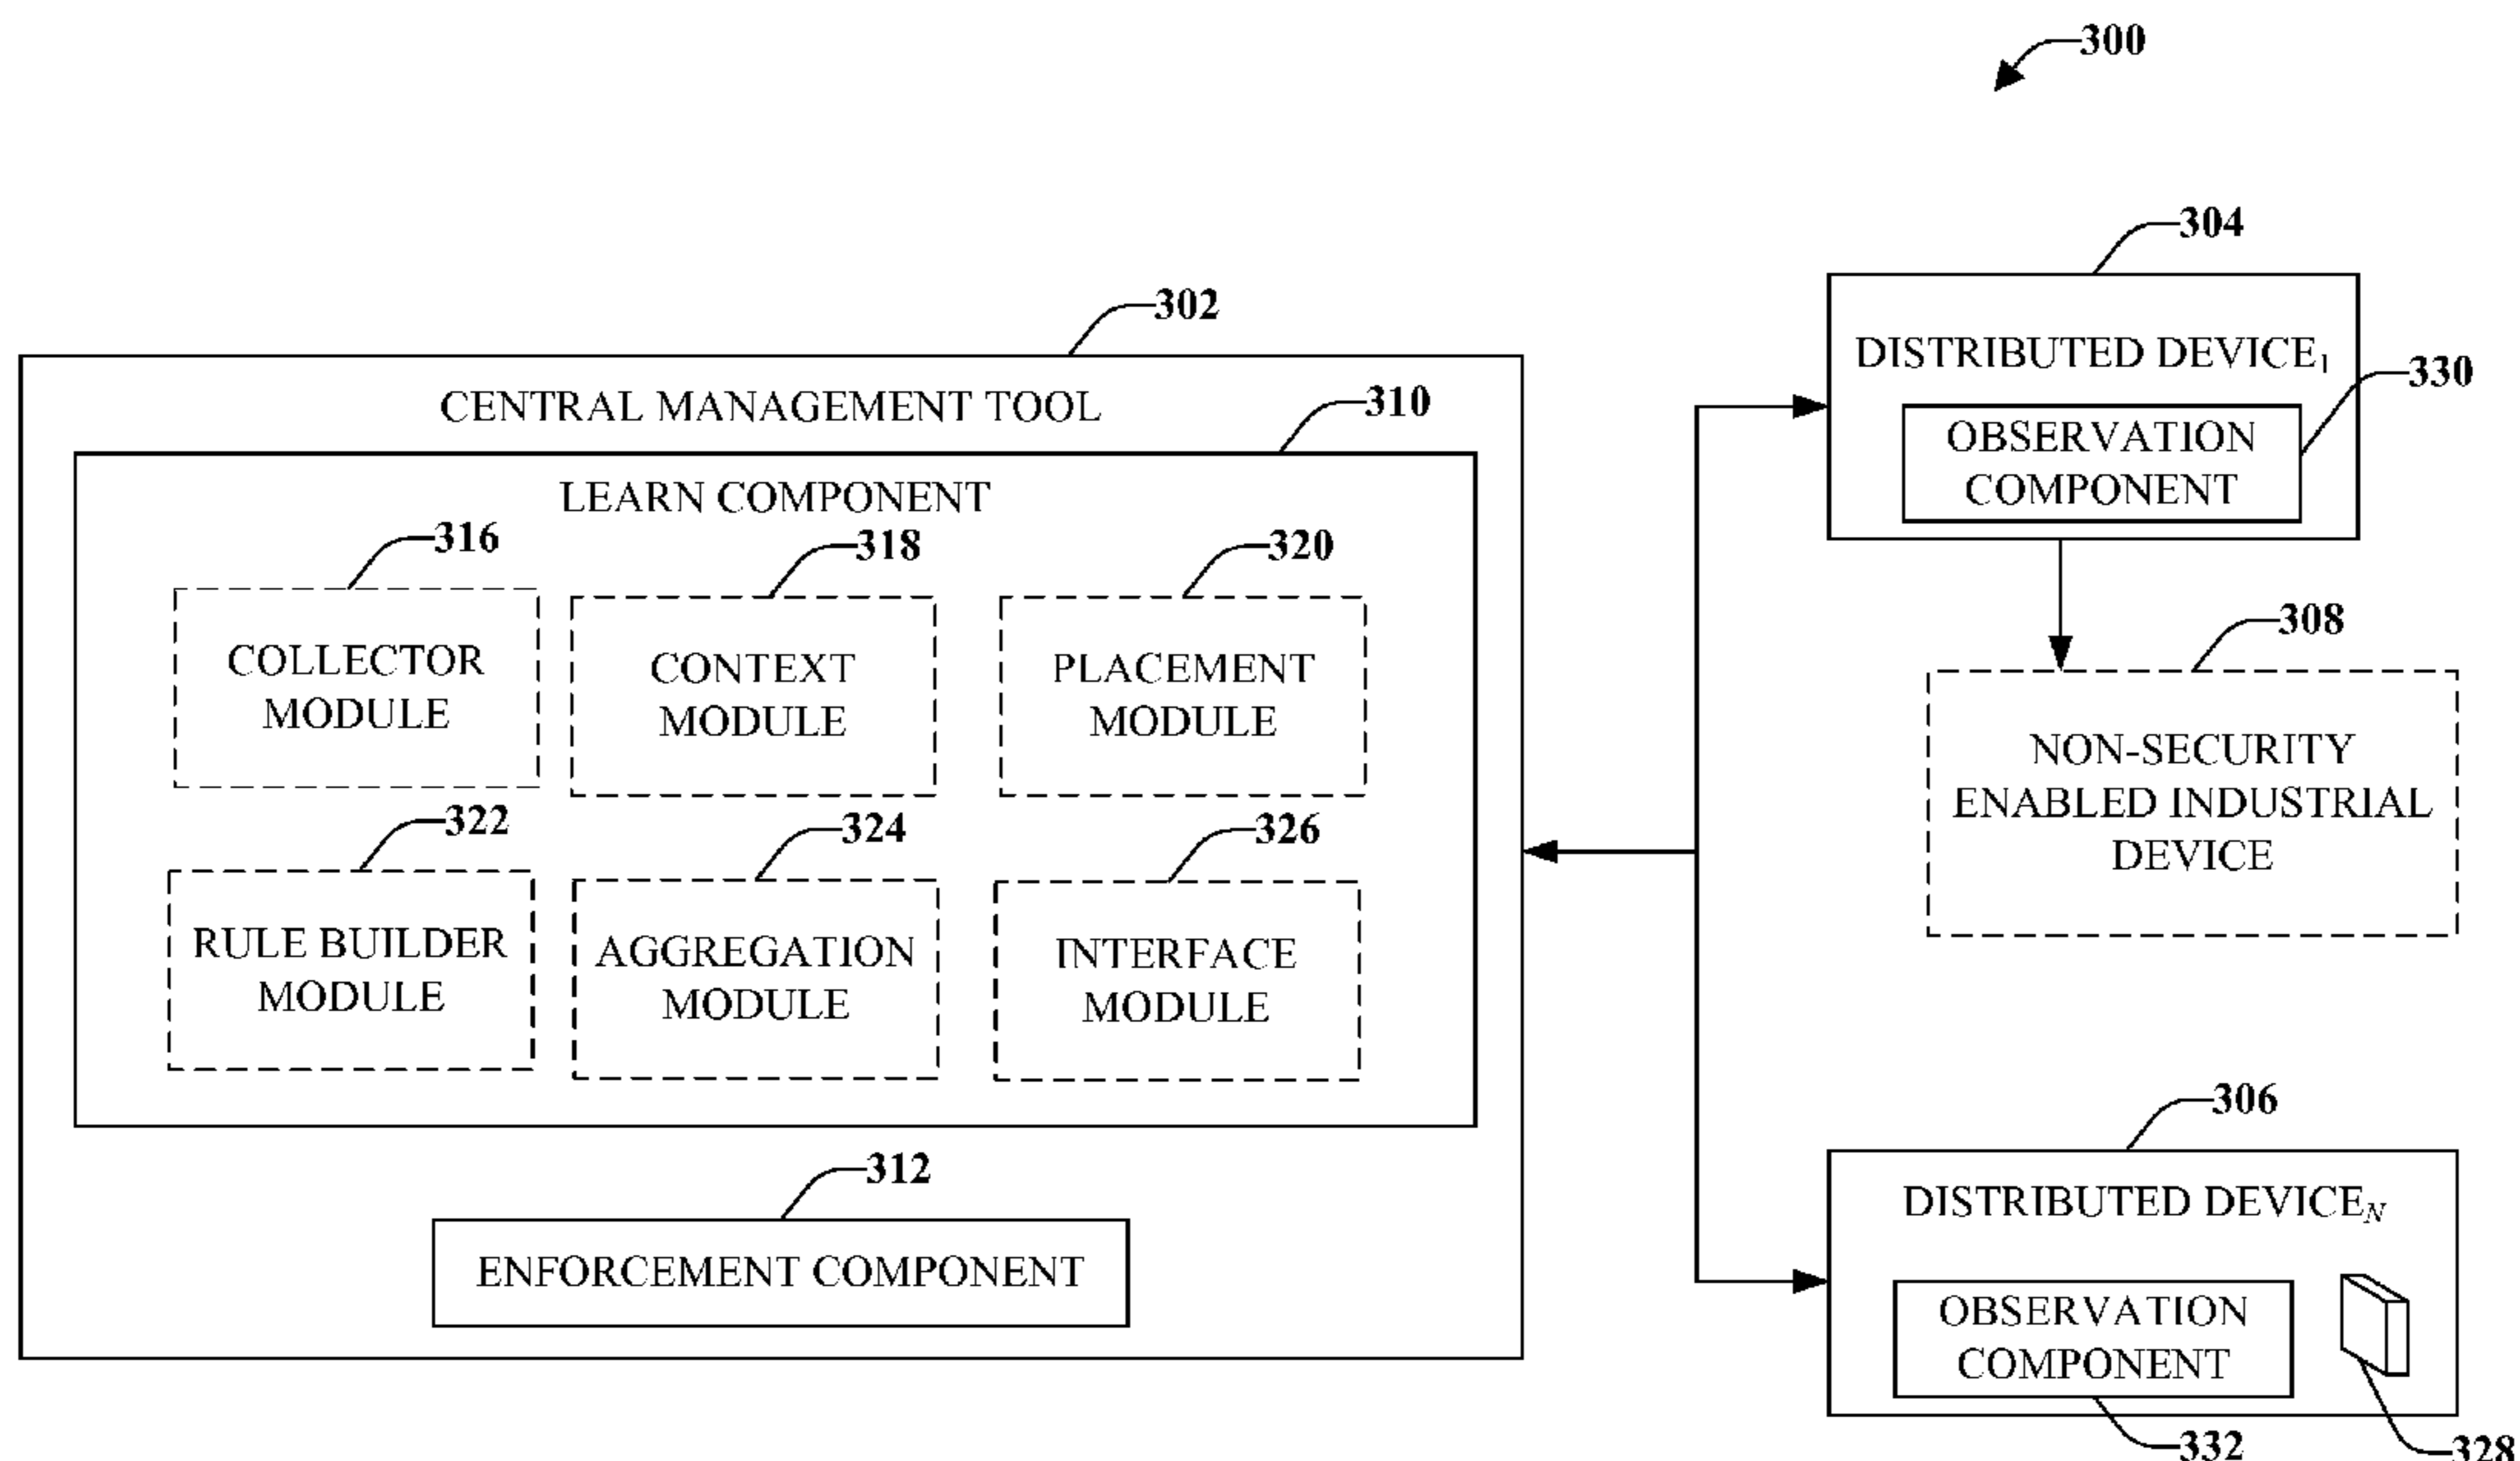 300
304
302
DISTRIBUTED DEVICE1
330
CENTRAL MANAGEMENT TOOL
310
OBSERVATION
COMPONENT
LEARN COMPONENT
316
318
320
308
COLLECTOR
MODULE
CONTEXT
MODULE
PLACEMENT
MODULE
NON-SECURITY
ENABLED INDUSTRIAL
DEVICE
322
324
326
RULE BUILDER
MODULE
AGGREGATION
MODULE
INTERFACE
MODULE
306
312
DISTRIBUTED DEVICEN
ENFORCEMENT COMPONENT
OBSERVATION
COMPONENT
332
328